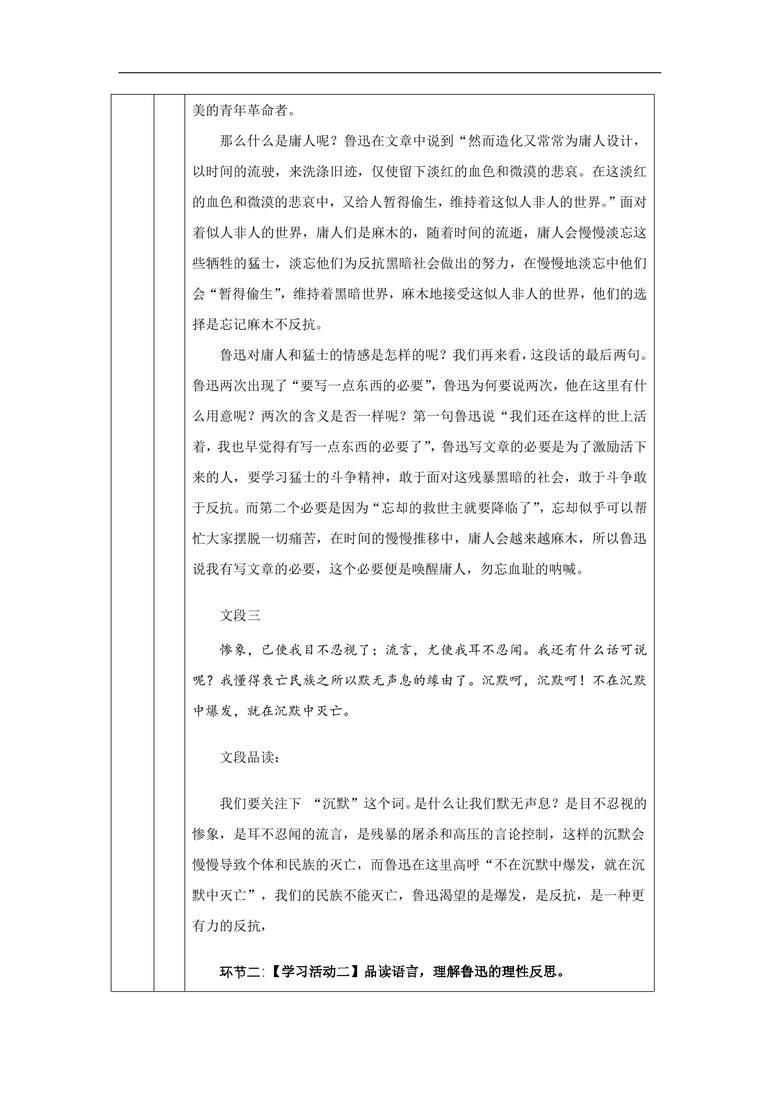 美的青年革命者。
那么什么是庸人呢？鲁迅在文章中说到“然而造化又常常为庸人设计，
以时间的流驶，来洗涤旧迹，仅使留下淡红的血色和微漠的悲哀。在这淡红
的血色和微漠的悲哀中，又给人暂得偷生，维持着这似人非人的世界。”面对
着似人非人的世界，庸人们是麻木的，随着时间的流逝，庸人会慢慢淡忘这
些牺牲的猛士，淡忘他们为反抗黑暗社会做出的努力，在慢慢地淡忘中他们
会“暂得偷生”，维持着黑暗世界，麻木地接受这似人非人的世界，他们的选
择是忘记麻木不反抗。
鲁迅对庸人和猛士的情感是怎样的呢？我们再来看，这段话的最后两句。
鲁迅两次出现了“要写一点东西的必要”，鲁迅为何要说两次，他在这里有什
么用意呢？两次的含义是否一样呢？第一句鲁迅说“我们还在这样的世上活
着，我也早觉得有写一点东西的必要了”，鲁迅写文章的必要是为了激励活下
来的人，要学习猛士的斗争精神，敢于面对这残暴黑暗的社会，敢于斗争敢
于反抗。而第二个必要是因为“忘却的救世主就要降临了”，忘却似乎可以帮
忙大家摆脱一切痛苦，在时间的慢慢推移中，庸人会越来越麻木，所以鲁迅
说我有写文章的必要，这个必要便是唤醒庸人，勿忘血耻的呐喊。
文段三
惨象，已使我目不忍视了；流言，尤使我耳不忍闻。我还有什么话可说
呢？我懂得衰亡民族之所以默无声息的缘由了。沉默呵，沉默呵！不在沉默
中爆发，就在沉默中灭亡。
文段品读：
我们要关注下 “沉默”这个词。是什么让我们默无声息？是目不忍视的
惨象，是耳不忍闻的流言，是残暴的屠杀和高压的言论控制，这样的沉默会
慢慢导致个体和民族的灭亡，而鲁迅在这里高呼“不在沉默中爆发，就在沉
默中灭亡”，我们的民族不能灭亡，鲁迅渴望的是爆发，是反抗，是一种更
有力的反抗，
环节二:【学习活动二】品读语言，理解鲁迅的理性反思。